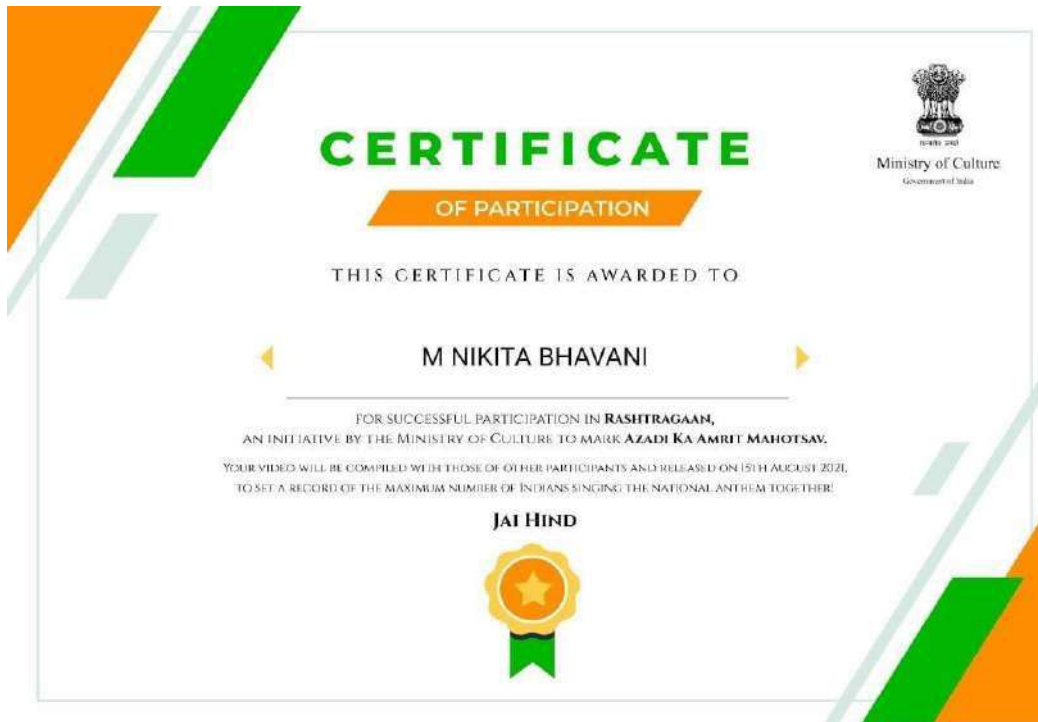 CERTIFICATE
OF PARTICIPATION
Ministry of Culture
Government of India
THIS CERTIFICATE IS AWARDED TO
M NIKITA BHAVANI
FOR SUCCESSFUL PARTICIPATION IN RASHTRAGAAN,
AN INITIATIVE BY THE MINISTRY OF CULTURE TO MARK AZADI KA AMRIT MAHOTSAV.
YOUR VIDEO WILL BE COMPILED WITH THOSE OF OTHER PARTICIPANTS AND RELEASED ON 15TH AUGUST 2021,
TO SET A RECORD OF THE MAXIMUM NUMBER OF INDIANS SINGING THE NATIONAL ANTHEM TOGETHER!
JAI HIND